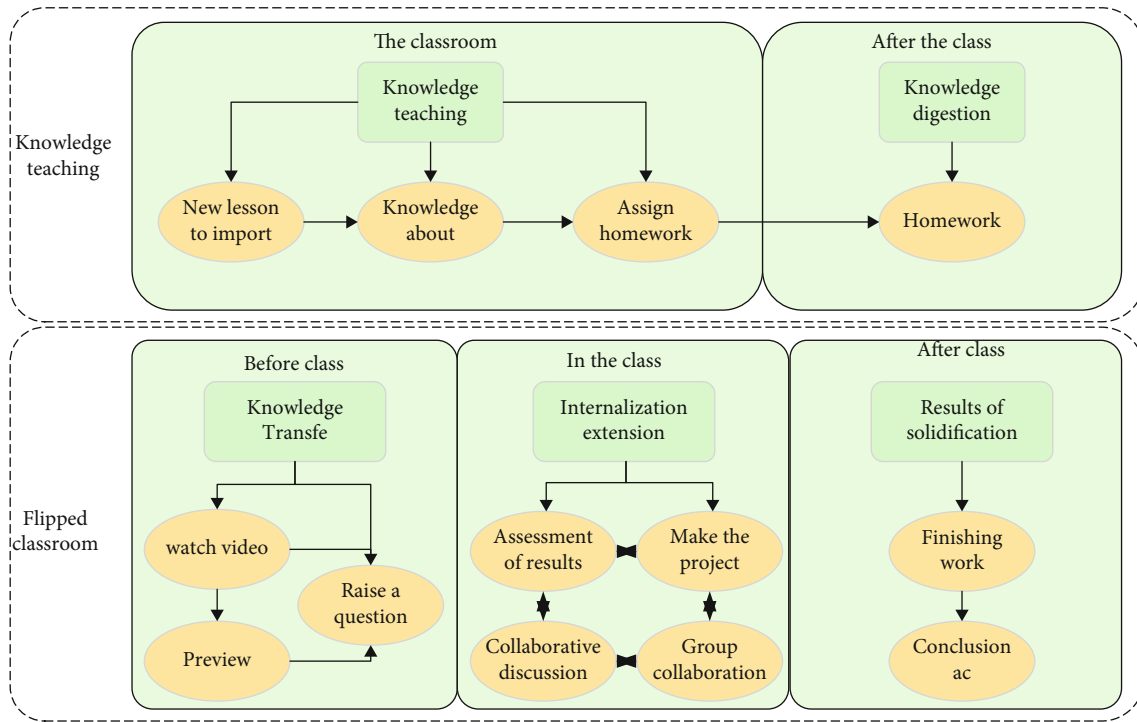 The classroom
After the class
Knowledge
teaching
Knowledge
digestion
Knowledge
teaching
New lesson
to import
Knowledge
about
Assign
homework
Homework
Before class
In the class
After class
Knowledge
Transfe
Internalization
extension
Results of
solidification
Flipped
classroom
watch video
Raise a
question
Preview
Assessment
of results
Make the
project
Collaborative
discussion
Group
collaboration
Finishing
work
Conclusion
ac